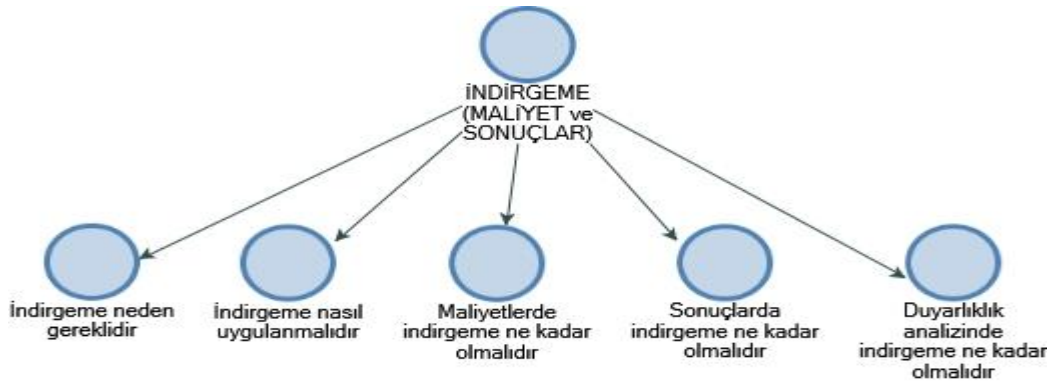 İNDİRGEME
(MALİYET ve
SONUÇLAR)
İndirgeme neden
gereklidir
İndirgeme nasıl
uygulanmalıdır
Maliyetlerde
indirgeme ne kadar
olmalıdır
Sonuçlarda
indirgeme ne kadar
olmalıdır
Duyarlıklık
analizinde
indirgeme ne kadar
olmalıdır